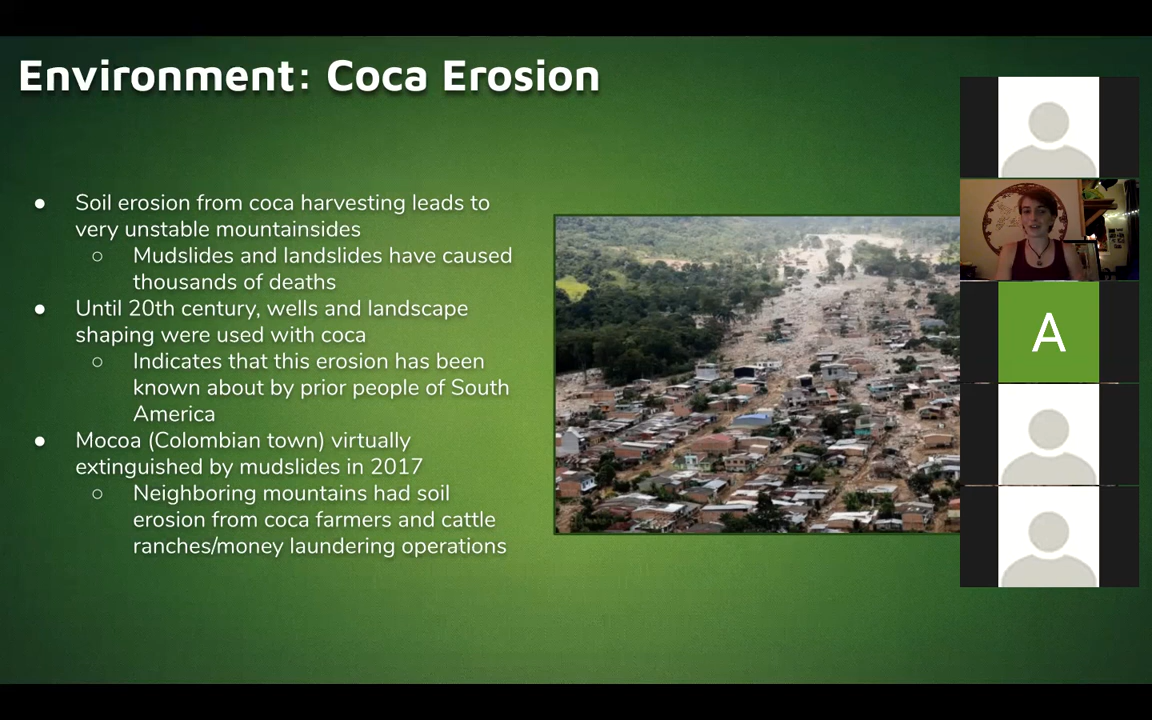 Environment: Coca Erosion
● Soil erosion from coca harvesting leads to
very unstable mountainsides
○ Mudslides and landslides have caused
thousands of deaths
● Until 20th century, wells and landscape
shaping were used with coca
○ Indicates that this erosion has been
known about by prior people of South
America
● Mocoa (Colombian town) virtually
extinguished by mudslides in 2017
○ Neighboring mountains had soil
erosion from coca farmers and cattle
ranches/money laundering operations
A